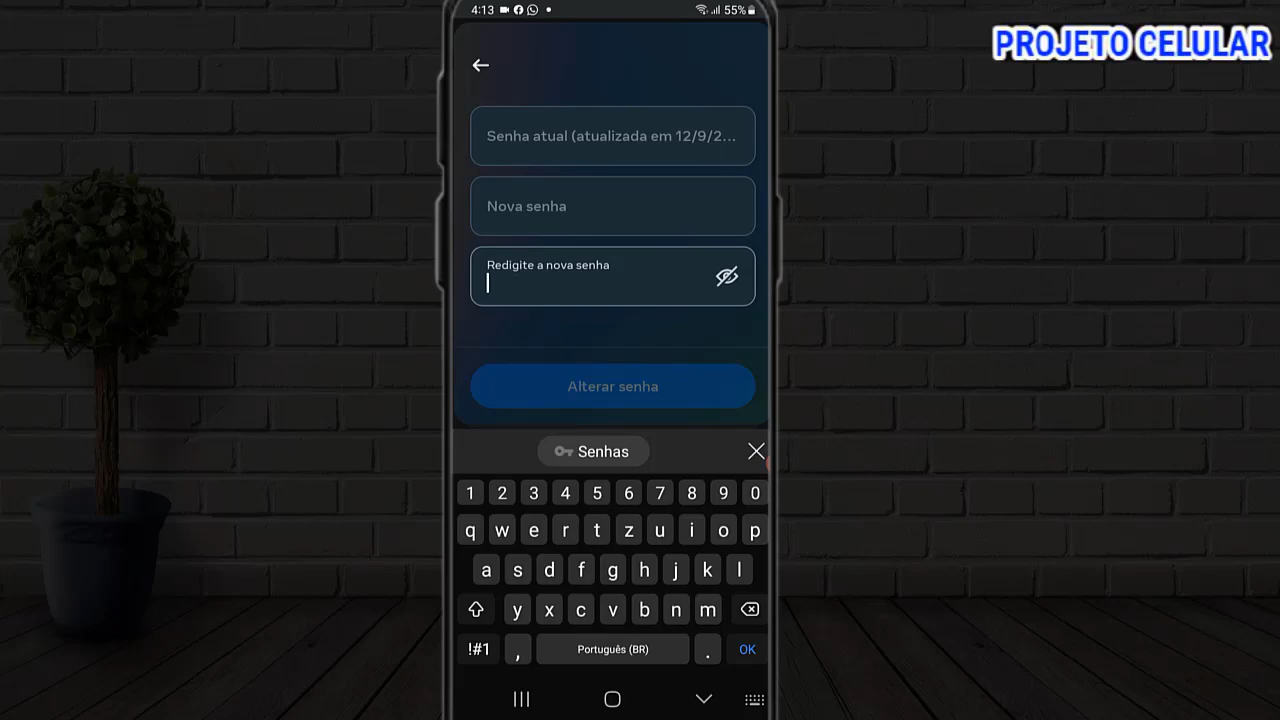 4:13
55%
PROJETO CELULAR
Senha atual (atualizada em 12/9/2...
Nova senha
Redigite a nova senha
Alterar senha
Senhas
1 2 3 4 5 6 7 8 9 0
q w e r t z u i o p
a s d f g h j k l
y x c v b n m
!#1 , Português (BR) . OK